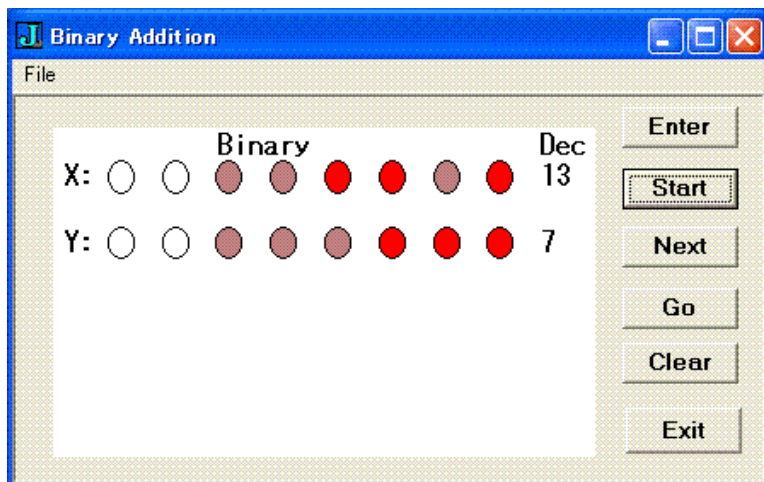 Binary Addition
File
Binary Dec
X: 13
Y: 7
Enter
Start
Next
Go
Clear
Exit